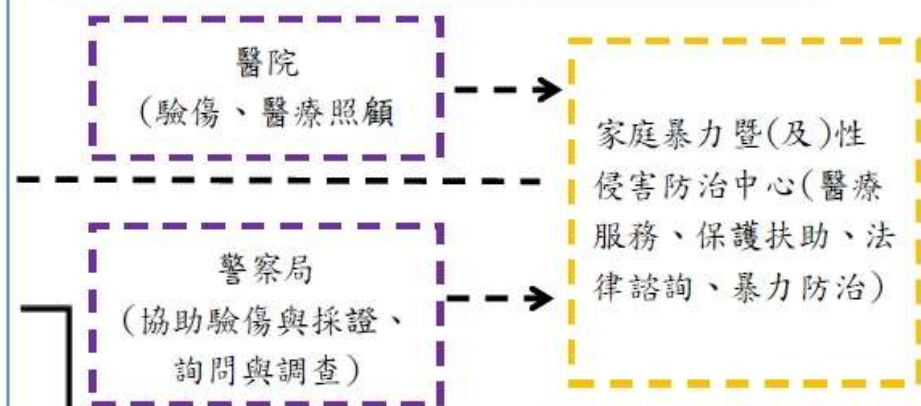 醫院
(驗傷、醫療照顧
家庭暴力暨(及)性
侵害防治中心(醫療
服務、保護扶助、法
律諮詢、暴力防治)
警察局
(協助驗傷與採證、
詢問與調查)